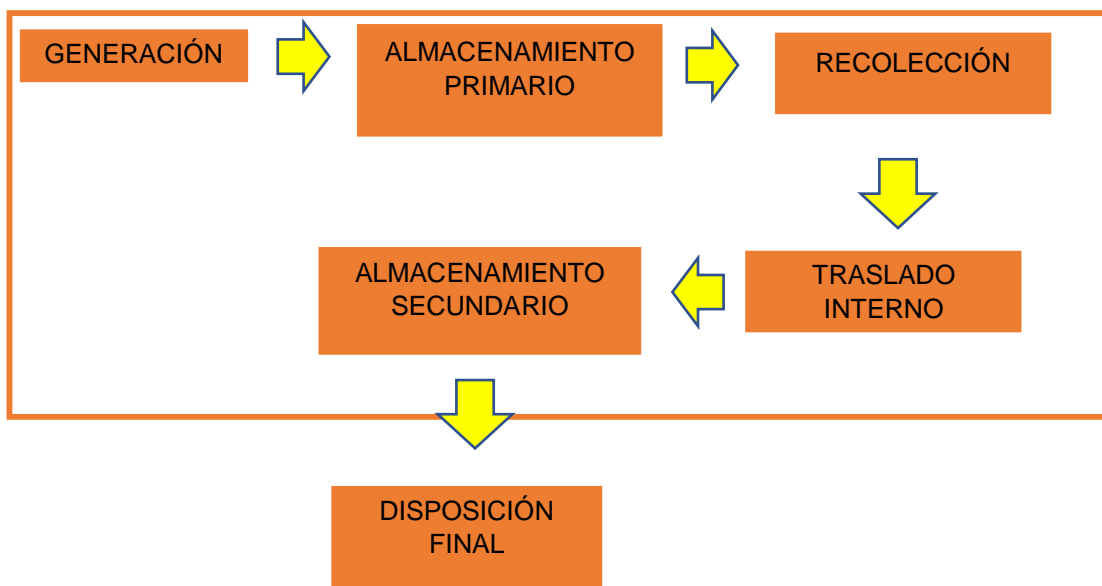 GENERACIÓN
ALMACENAMIENTO
PRIMARIO
RECOLECCIÓN
TRASLADO
INTERNO
ALMACENAMIENTO
SECUNDARIO
DISPOSICIÓN
FINAL